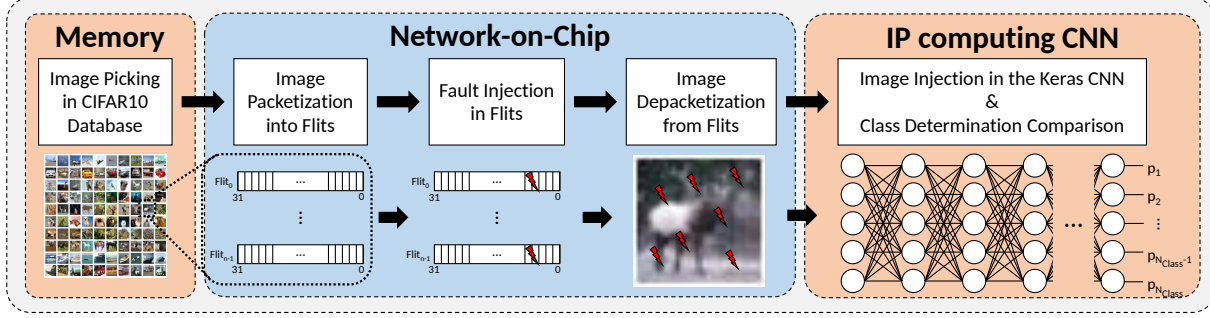 Memory
Network-on-Chip
IP computing CNN
Image Picking
in CIFAR10
Database
Image
Packetization
into Flits
Fault Injection
in Flits
Image
Depacketization
from Flits
Image Injection in the Keras CNN
&
Class Determination Comparison
Flit0
...
31
0
⋮
Flitn-1
...
31
0
Flit0
...
31
0
⋮
Flitn-1
...
31
0
...
p1
p2
⋮
pNClass-1
pNClass